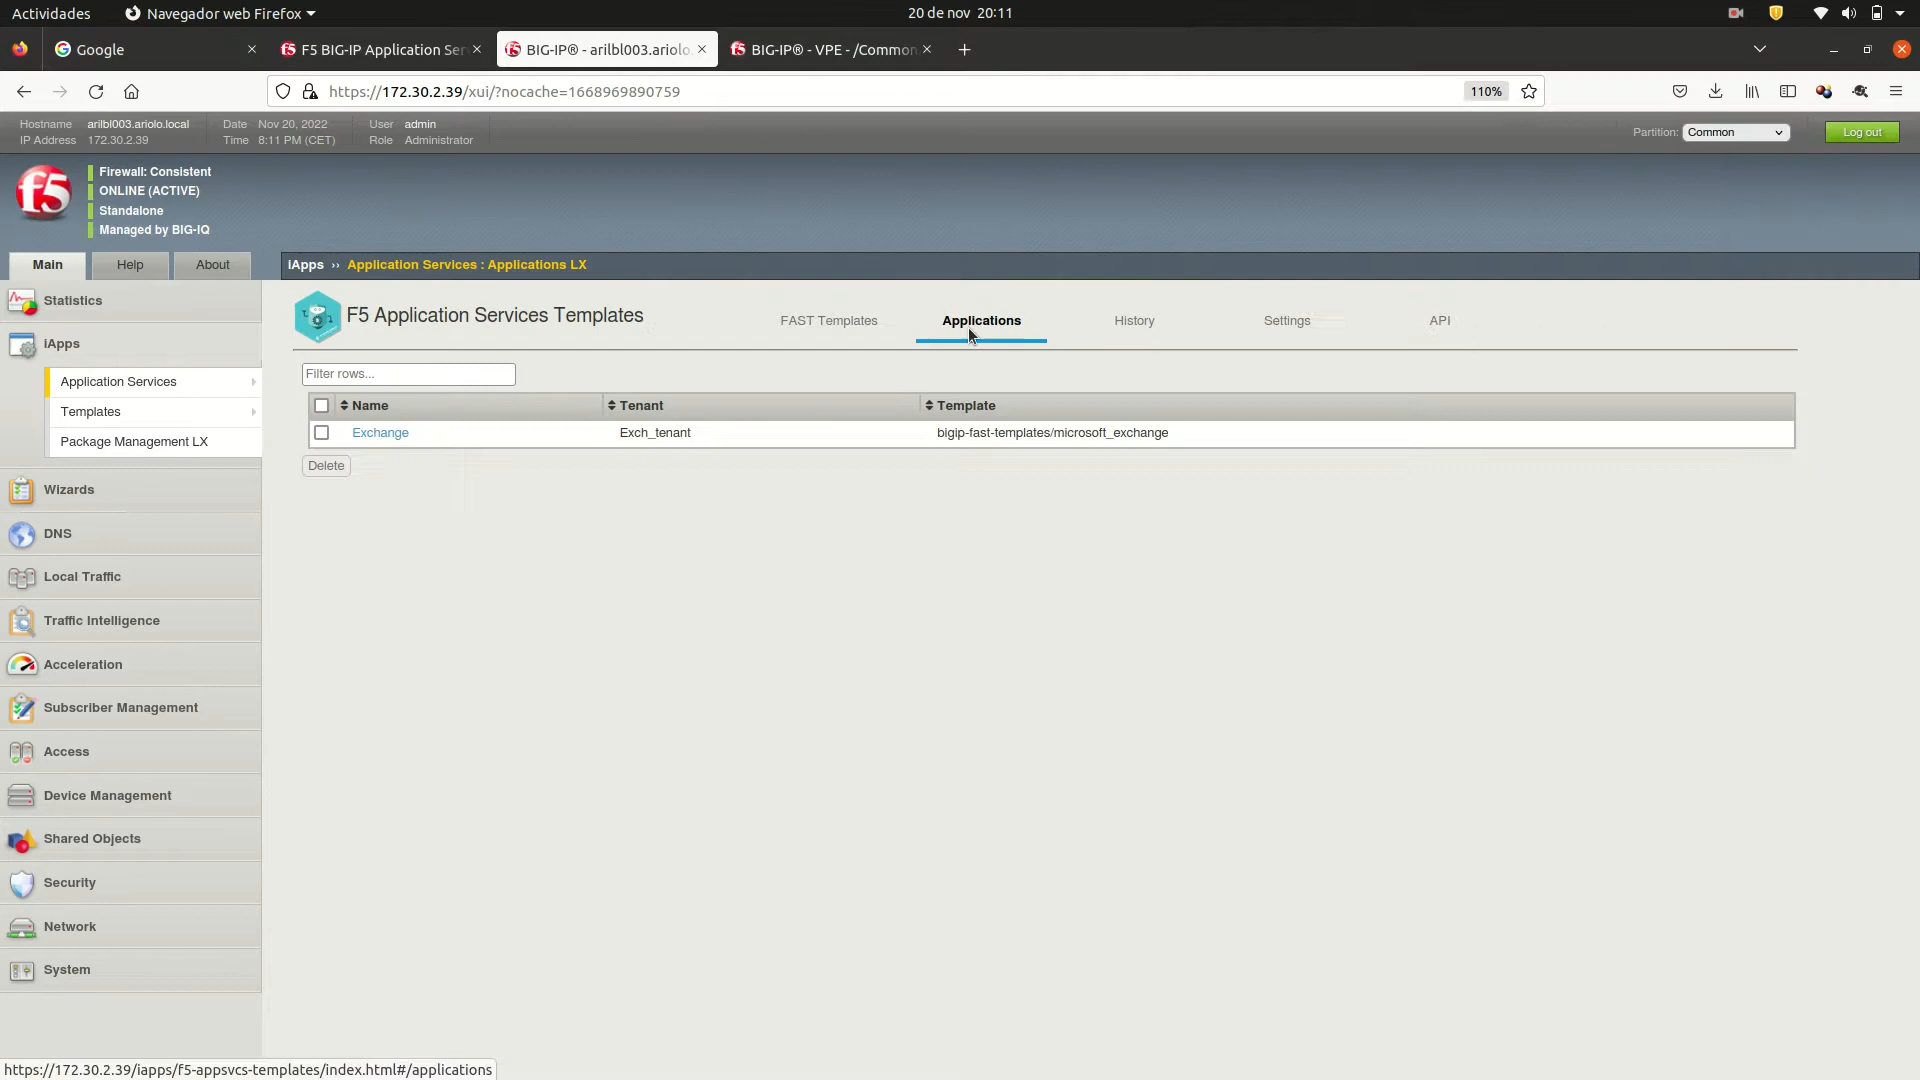 Actividades
Navegador web Firefox
20 de nov 20:11
Google
F5 BIG-IP Application Ser
BIG-IP® - arilbl003.ariolo.
BIG-IP® - VPE - /Common
https://172.30.2.39/xui/?nocache=1668969890759
110%
Hostname arilbl003.ariolo.local
IP Address 172.30.2.39
Date Nov 20, 2022
Time 8:11 PM (CET)
User admin
Role Administrator
Partition: Common
Log out
f5
Firewall: Consistent
ONLINE (ACTIVE)
Standalone
Managed by BIG-IQ
Main
Help
About
iApps ›› Application Services : Applications LX
Statistics
iApps
Application Services
Templates
Package Management LX
Wizards
DNS
Local Traffic
Traffic Intelligence
Acceleration
Subscriber Management
Access
Device Management
Shared Objects
Security
Network
System
F5 Application Services Templates
FAST Templates
Applications
History
Settings
API
Filter rows...
Name Tenant Template
Exchange Exch_tenant bigip-fast-templates/microsoft_exchange
Delete
https://172.30.2.39/iapps/f5-appsvcs-templates/index.html#/applications